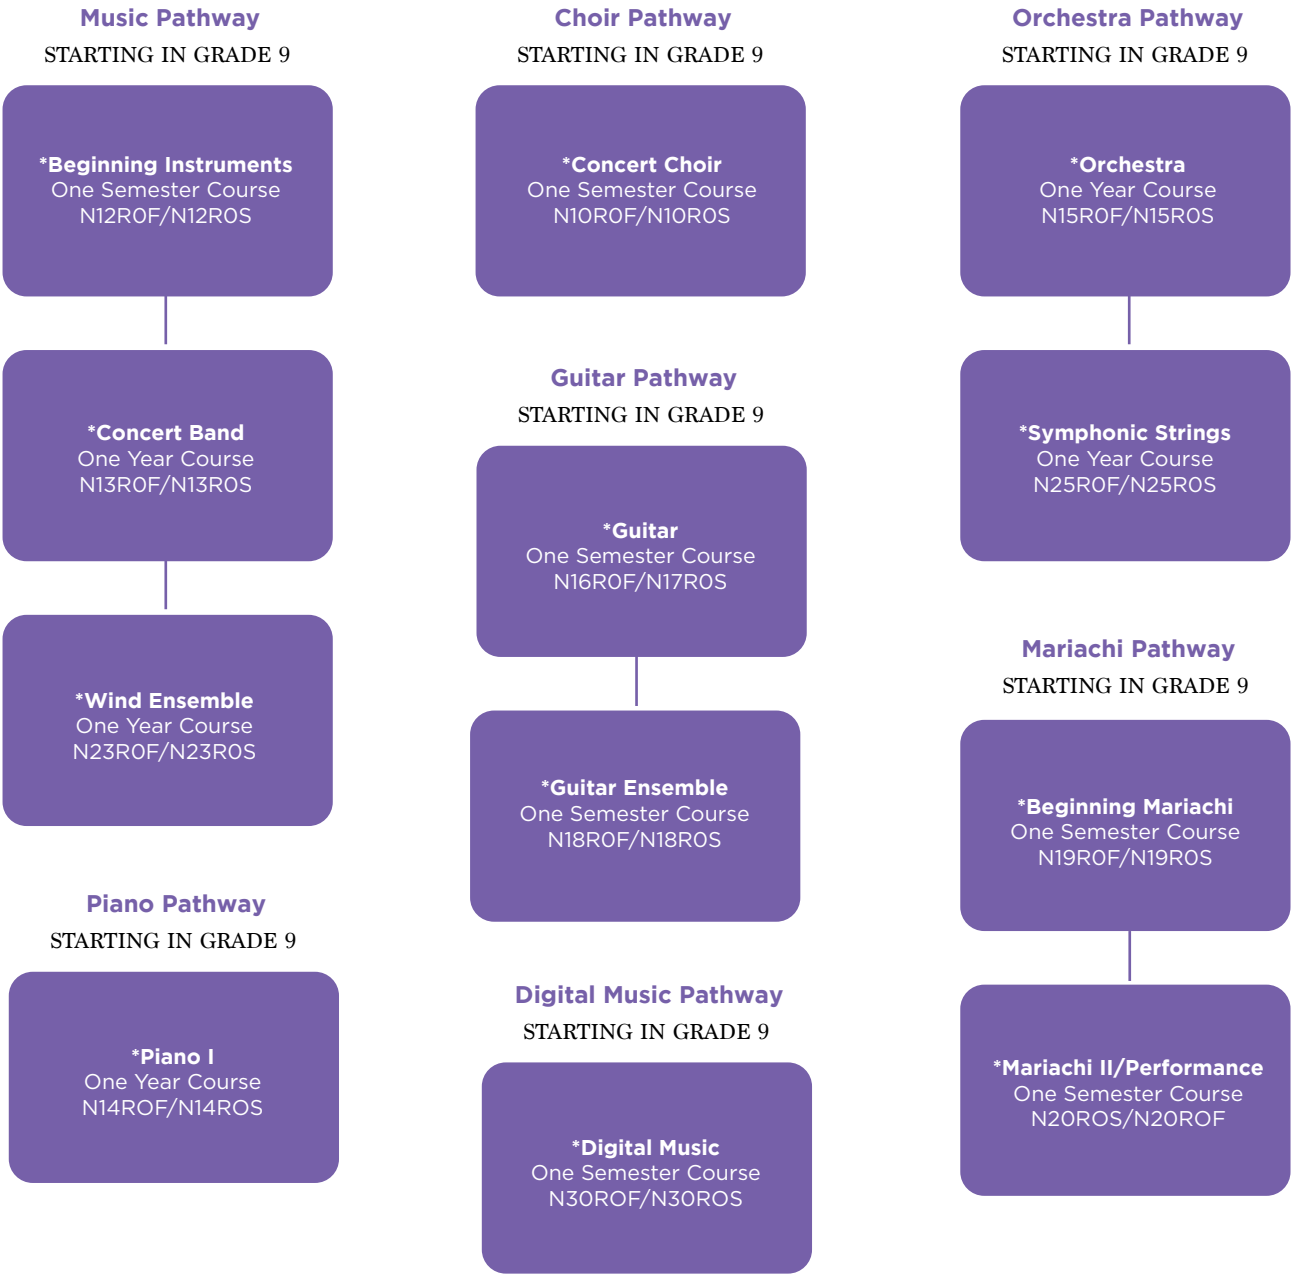 Music Pathway
STARTING IN GRADE 9
*Beginning Instruments
One Semester Course
N12R0F/N12R0S
*Concert Band
One Year Course
N13R0F/N13R0S
*Wind Ensemble
One Year Course
N23R0F/N23R0S
Piano Pathway
STARTING IN GRADE 9
*Piano I
One Year Course
N14ROF/N14ROS
Choir Pathway
STARTING IN GRADE 9
*Concert Choir
One Semester Course
N10R0F/N10R0S
Guitar Pathway
STARTING IN GRADE 9
*Guitar
One Semester Course
N16R0F/N17R0S
*Guitar Ensemble
One Semester Course
N18R0F/N18R0S
Digital Music Pathway
STARTING IN GRADE 9
*Digital Music
One Semester Course
N30ROF/N30ROS
Orchestra Pathway
STARTING IN GRADE 9
*Orchestra
One Year Course
N15R0F/N15R0S
*Symphonic Strings
One Year Course
N25R0F/N25R0S
Mariachi Pathway
STARTING IN GRADE 9
*Beginning Mariachi
One Semester Course
N19R0F/N19R0S
*Mariachi II/Performance
One Semester Course
N20ROS/N20ROF